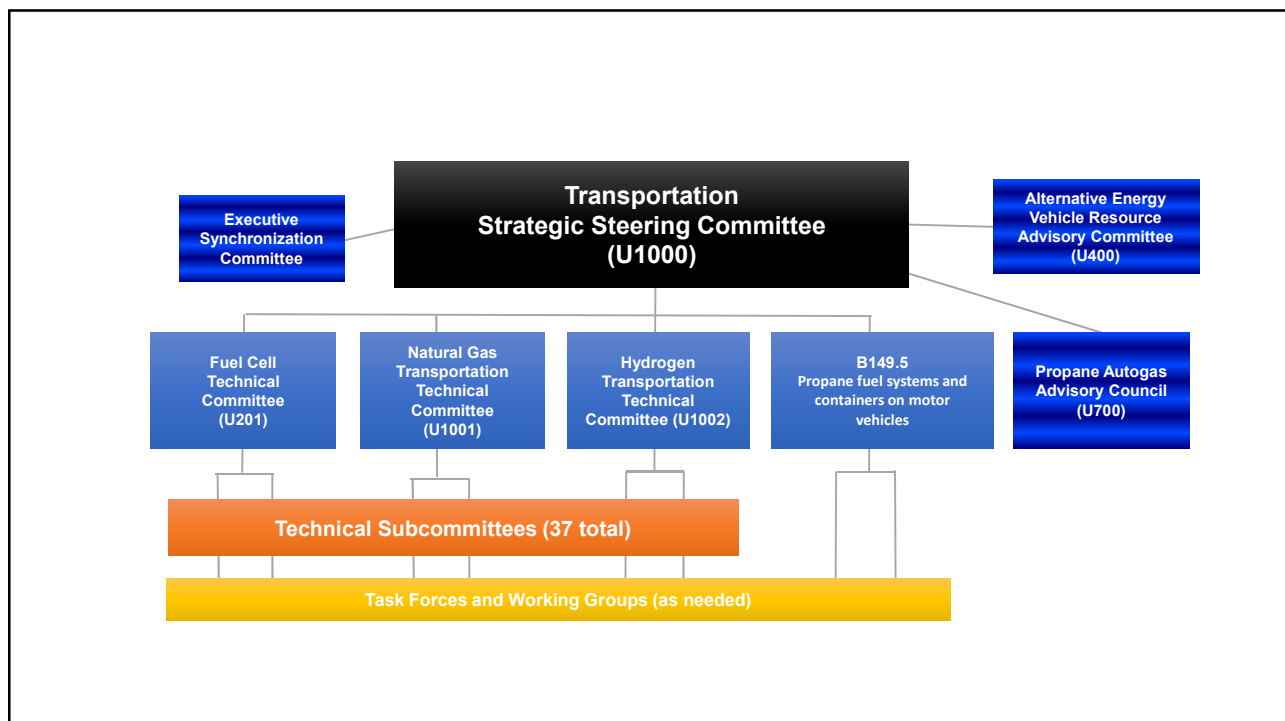 Transportation
Strategic Steering Committee
(U1000)
Executive
Synchronization
Committee
Alternative Energy
Vehicle Resource
Advisory Committee
(U400)
Fuel Cell
Technical
Committee
(U201)
Natural Gas
Transportation
Technical
Committee
(U1001)
Hydrogen
Transportation
Technical
Committee (U1002)
B149.5
Propane fuel systems and
containers on motor
vehicles
Propane Autogas
Advisory Council
(U700)
Technical Subcommittees (37 total)
Task Forces and Working Groups (as needed)